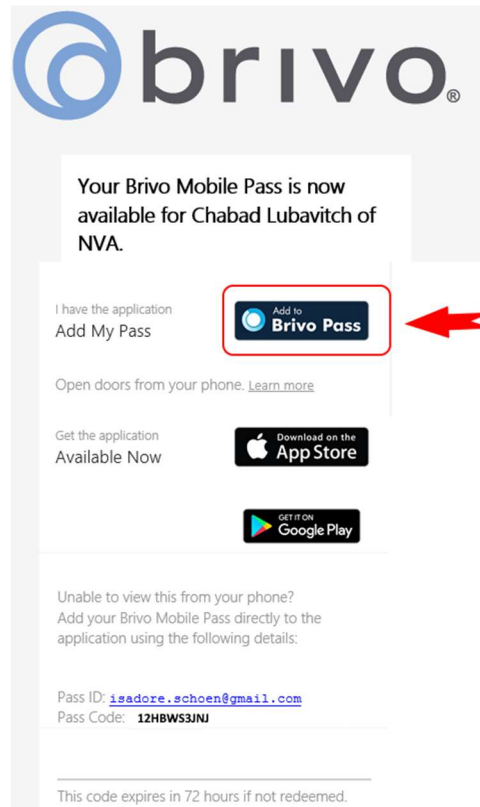 brivo®
Your Brivo Mobile Pass is now
available for Chabad Lubavitch of
NVA.
I have the application
Add My Pass
Add to
Brivo Pass
Open doors from your phone. Learn more
Get the application
Available Now
Download on the
App Store
GET IT ON
Google Play
Unable to view this from your phone?
Add your Brivo Mobile Pass directly to the
application using the following details:
Pass ID: isadore.schoen@gmail.com
Pass Code: 12HBWS3JNJ
This code expires in 72 hours if not redeemed.